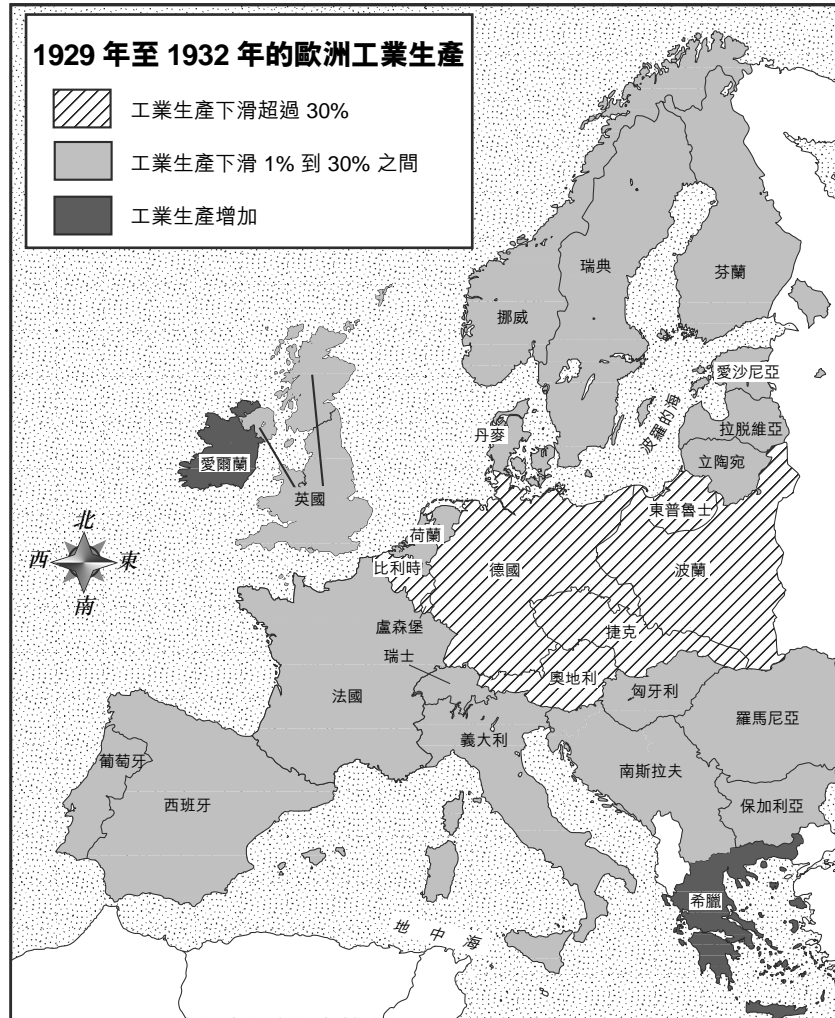 1929 年至 1932 年的歐洲工業生產
工業生產下滑超過 30%
工業生產下滑 1% 到 30% 之間
工業生產增加
瑞典
芬蘭
挪威
愛沙尼亞
波羅的海
拉脫維亞
丹麥
立陶宛
愛爾蘭
英國
東普魯士
荷蘭
北
西
東
南
比利時
德國
波蘭
盧森堡
捷克
瑞士
奧地利
匈牙利
法國
羅馬尼亞
義大利
葡萄牙
南斯拉夫
西班牙
保加利亞
希臘
地中海